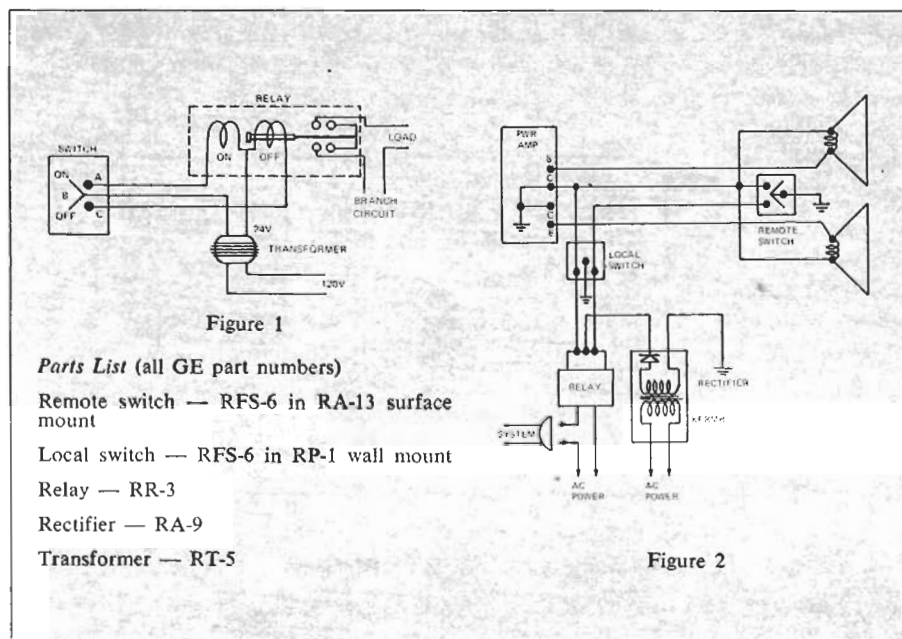 RELAY
ON
OFF
LOAD
SWITCH
ON
A
B
OFF
C
BRANCH
CIRCUIT
24V
TRANSFORMER
120V
Figure 1
Parts List (all GE part numbers)
Remote switch — RFS-6 in RA-13 surface
mount
Local switch — RFS-6 in RP-1 wall mount
Relay — RR-3
Rectifier — RA-9
Transformer — RT-5
PWR
AMP
S
C
C
REMOTE
SWITCH
LOCAL
SWITCH
RELAY
RECTIFIER
XFRMR
SYSTEM
AC
POWER
AC
POWER
Figure 2